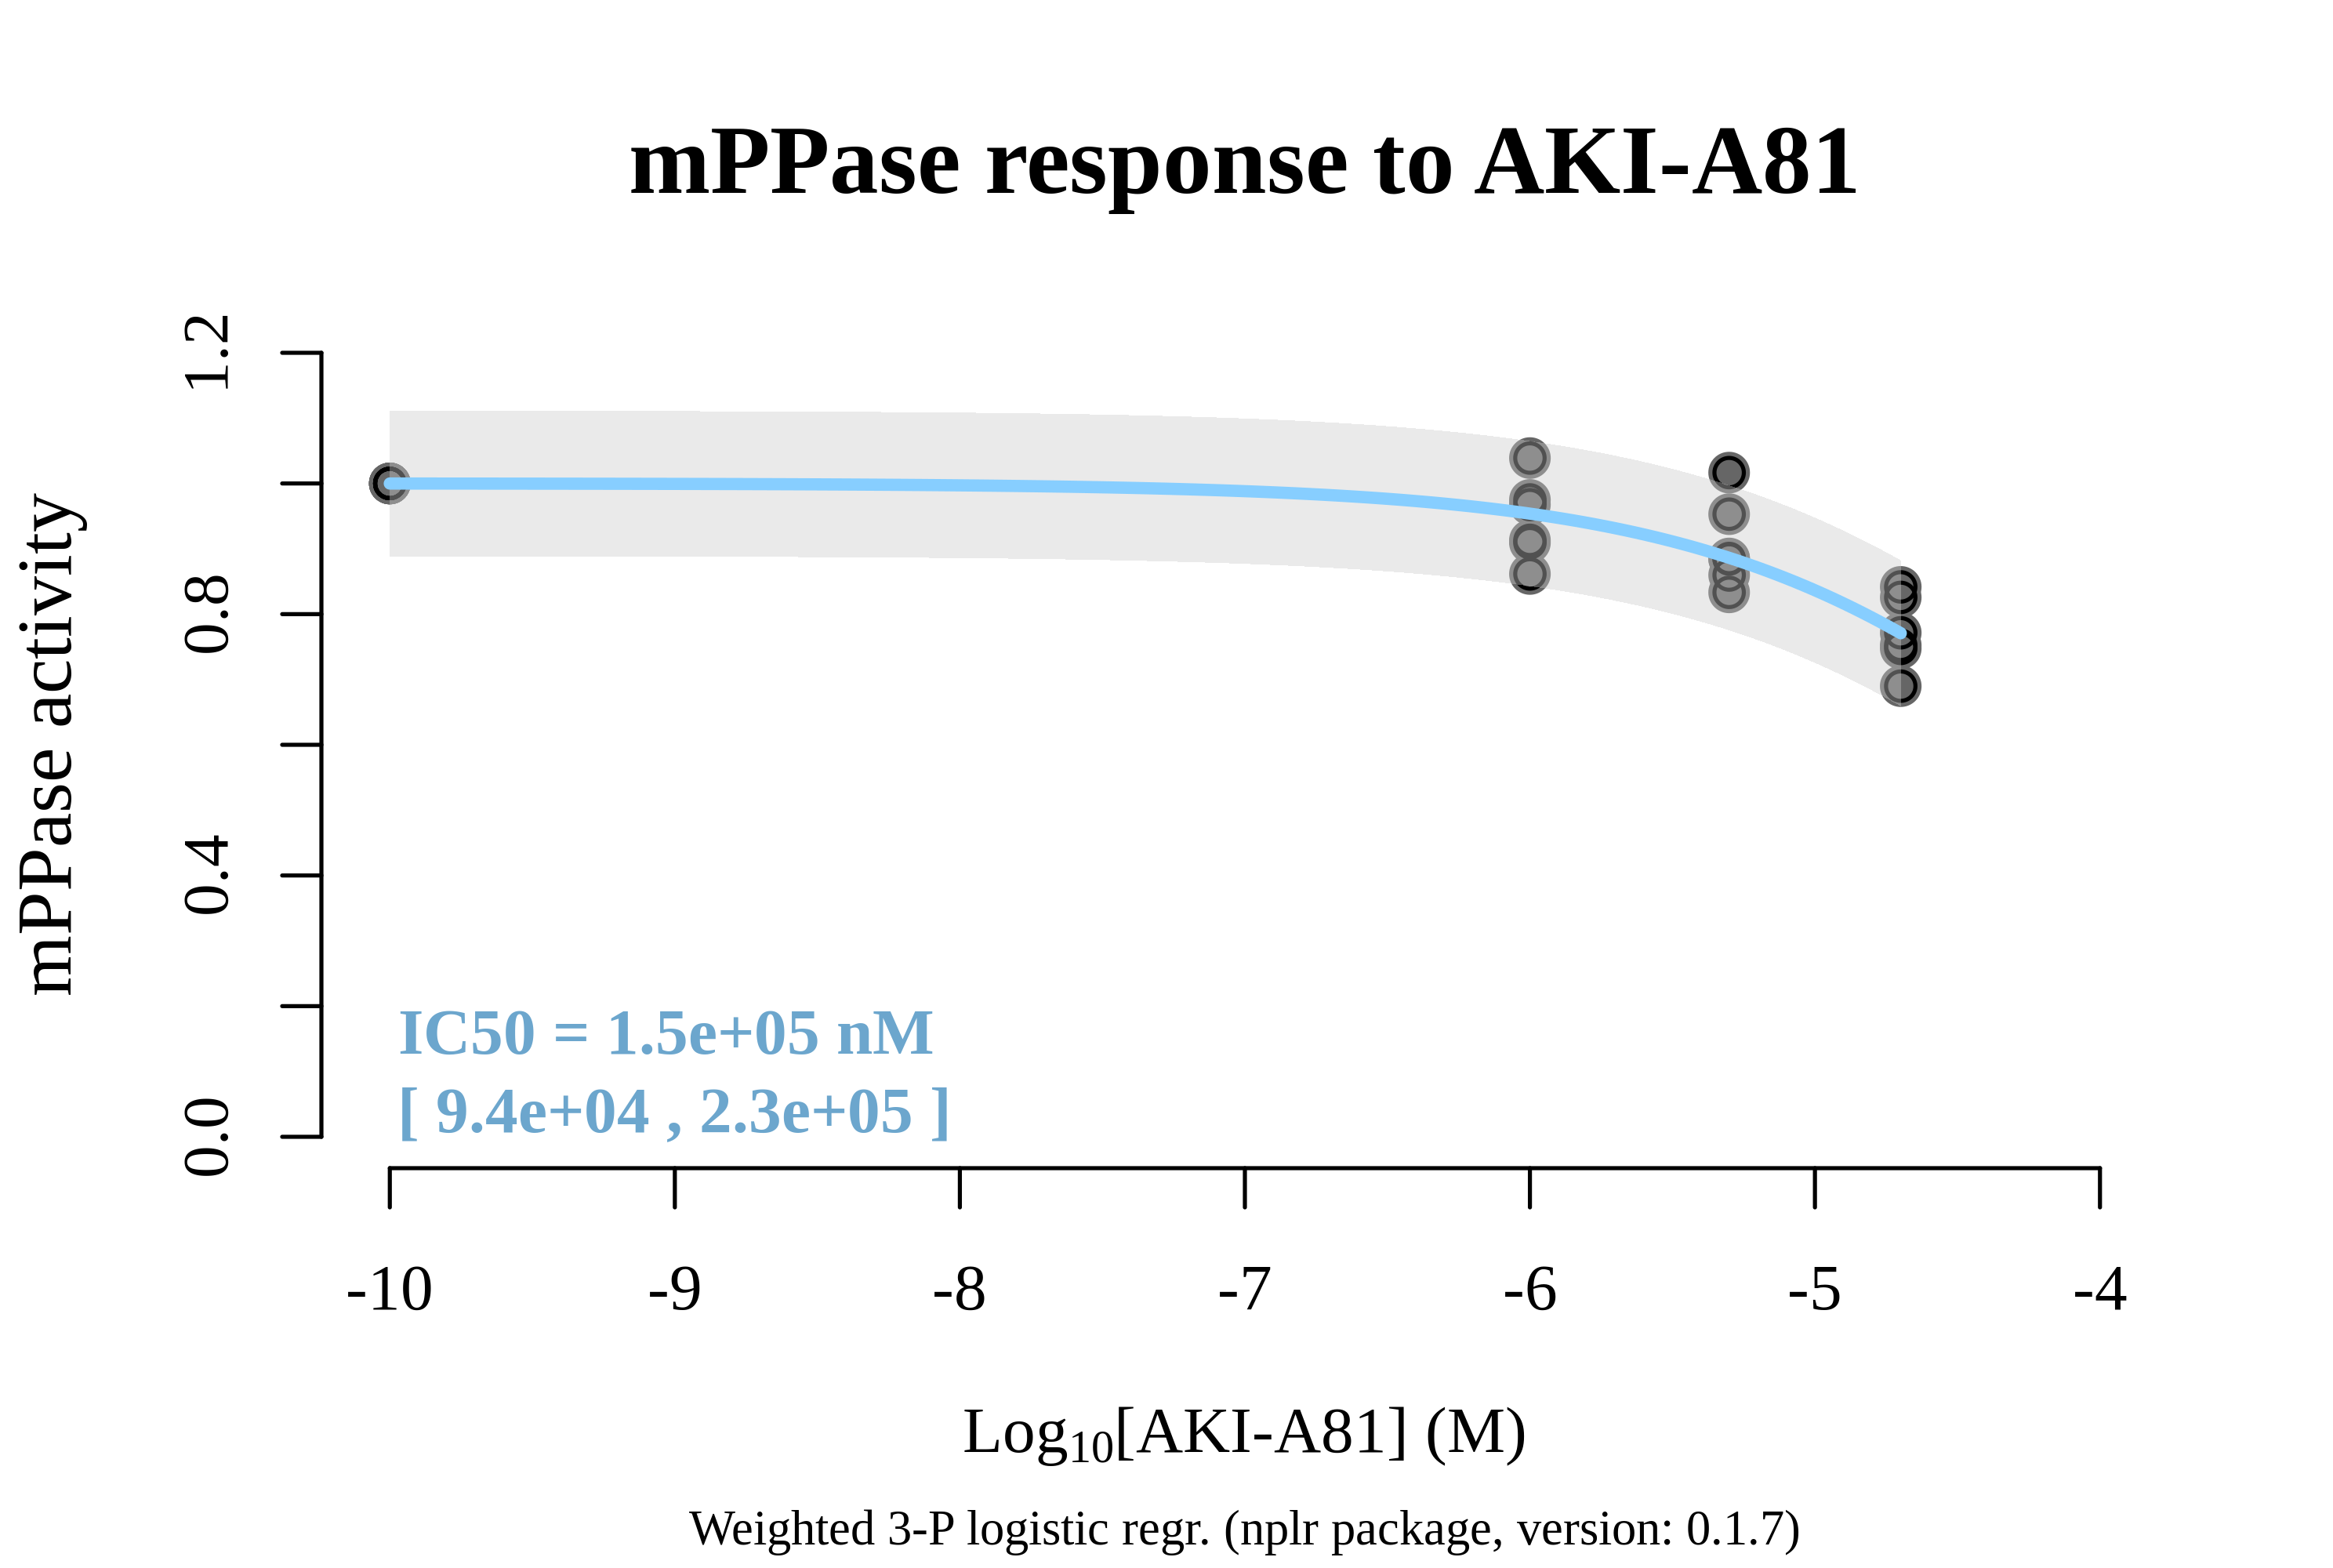 mPPase response to AKI-A81
mPPase activity
1.2
0.8
0.4
0.0
IC50 = 1.5e+05 nM
[ 9.4e+04 , 2.3e+05 ]
-10 -9 -8 -7 -6 -5 -4
Log10[AKI-A81] (M)
Weighted 3-P logistic regr. (nplr package, version: 0.1.7)